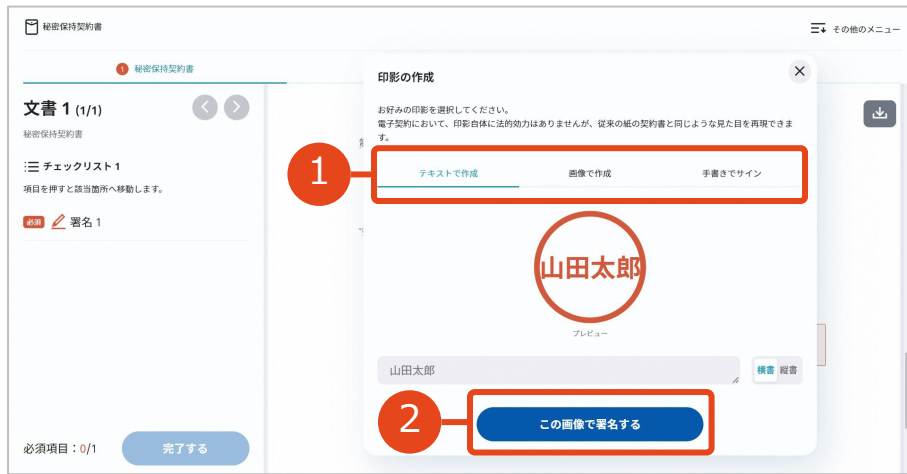 秘密保持契約書
その他のメニュー
1 秘密保持契約書
文書 1 (1/1)
秘密保持契約書
チェックリスト 1
項目を押すと該当箇所へ移動します。
必須 署名 1
必須項目：0/1
完了する
印影の作成
お好みの印影を選択してください。
電子契約において、印影自体に法的効力はありませんが、従来の紙の契約書と同じような見た目を再現できま
す。
1
テキストで作成 画像で作成 手書きでサイン
山田太郎
プレビュー
山田太郎
横書 縦書
2
この画像で署名する